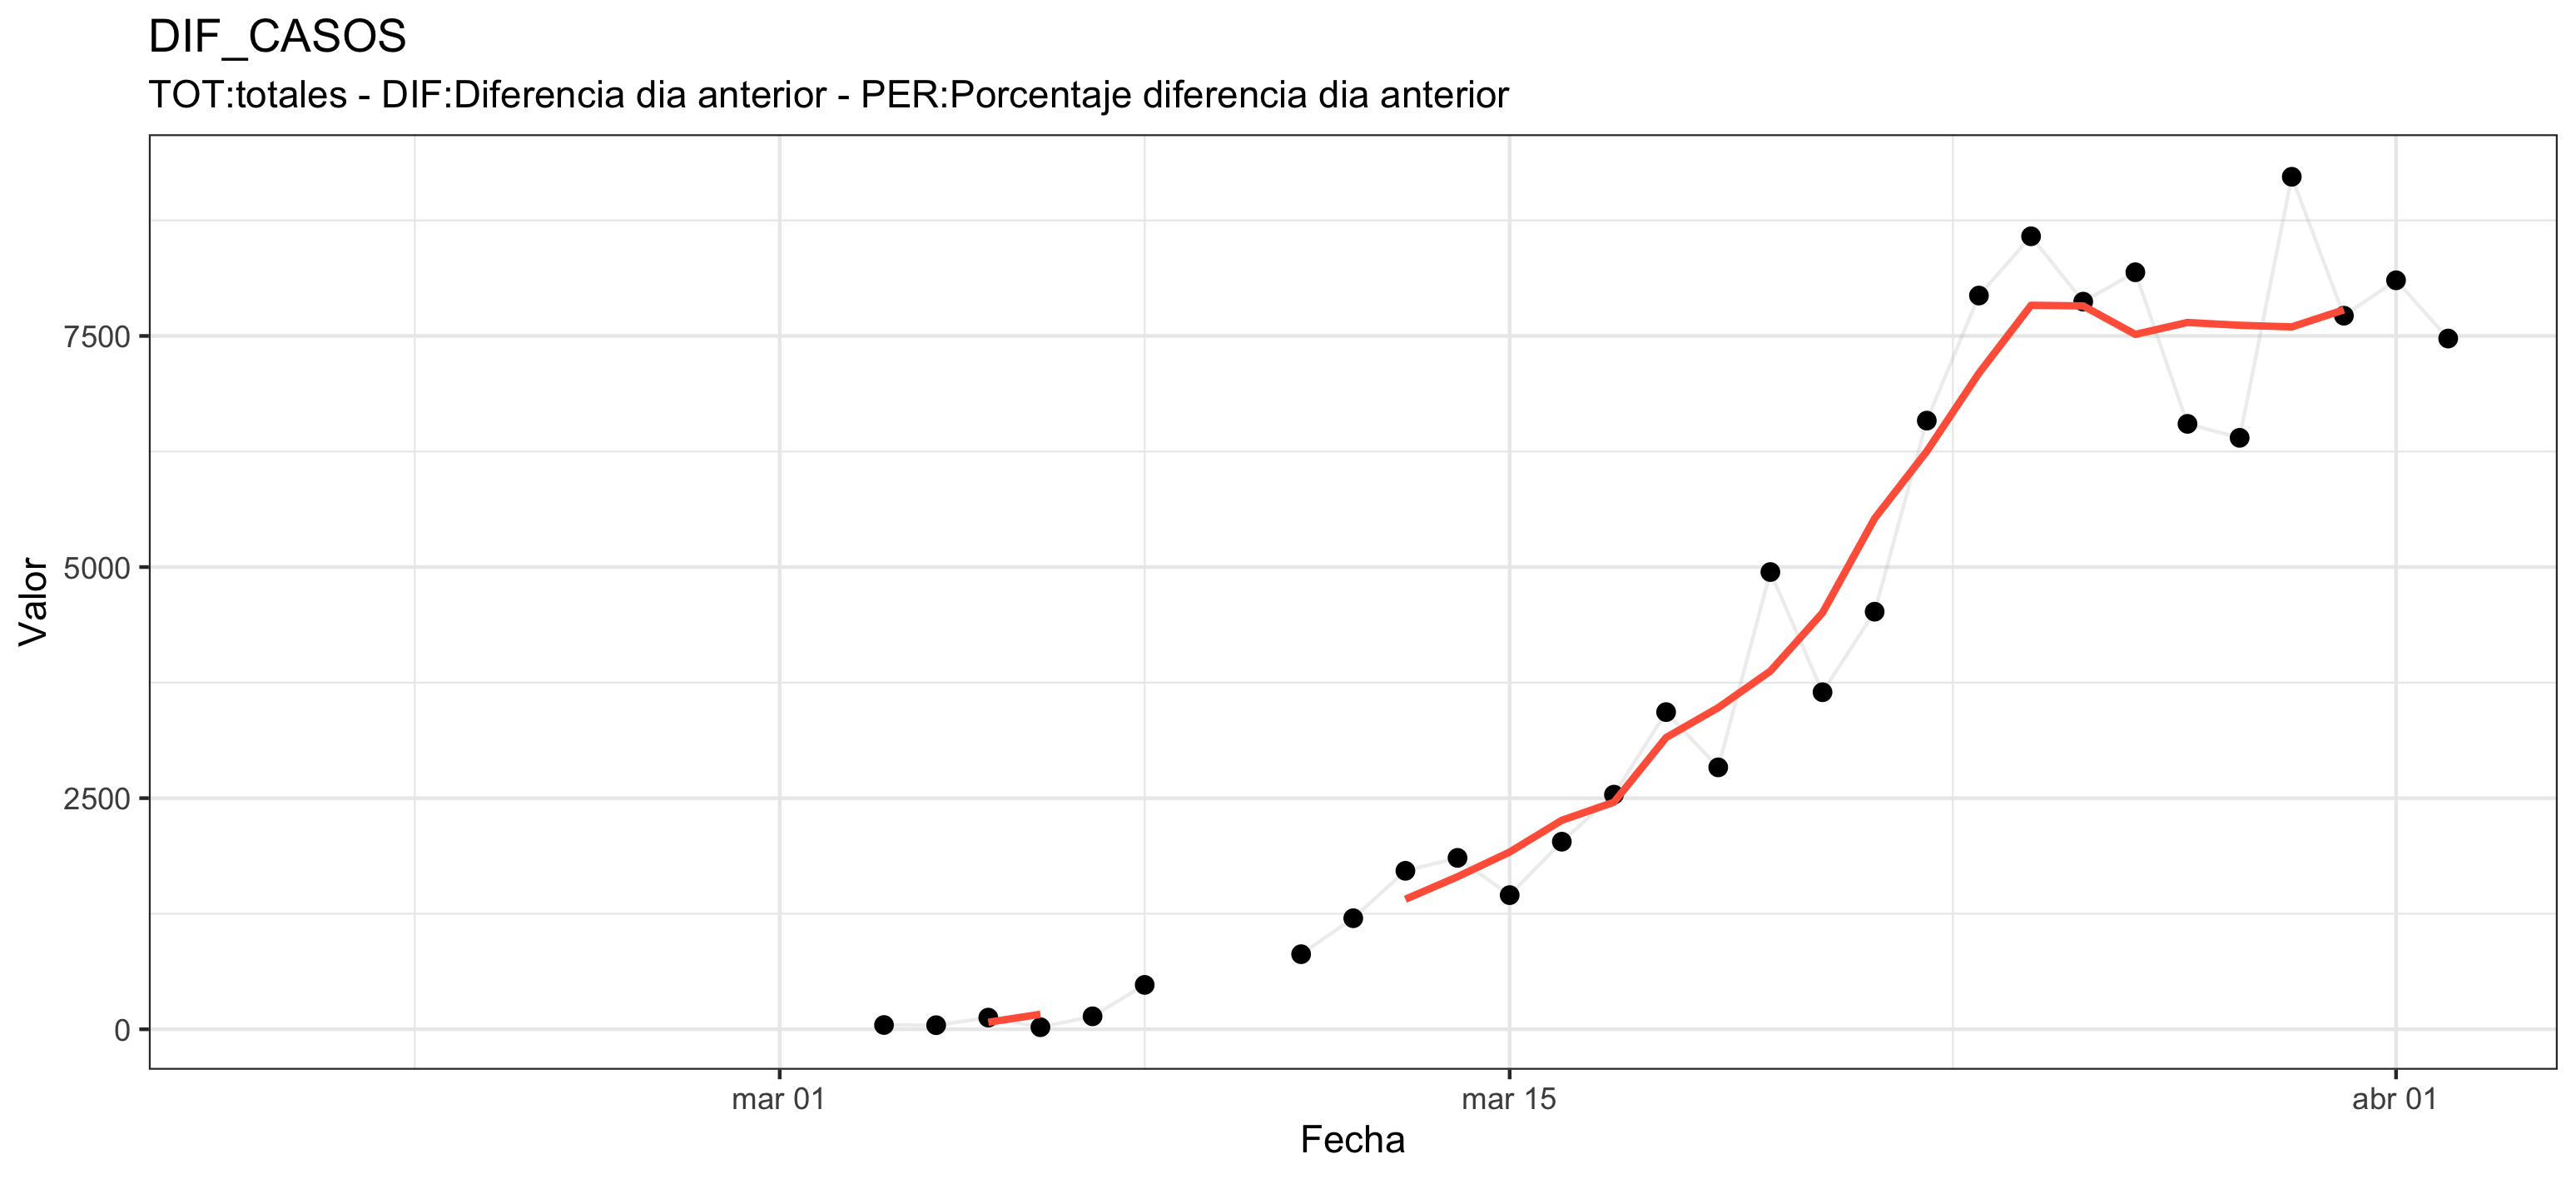 DIF_CASOS
TOT:totales - DIF:Diferencia dia anterior - PER:Porcentaje diferencia dia anterior
7500
5000
2500
0
Valor
mar 01
mar 15
abr 01
Fecha